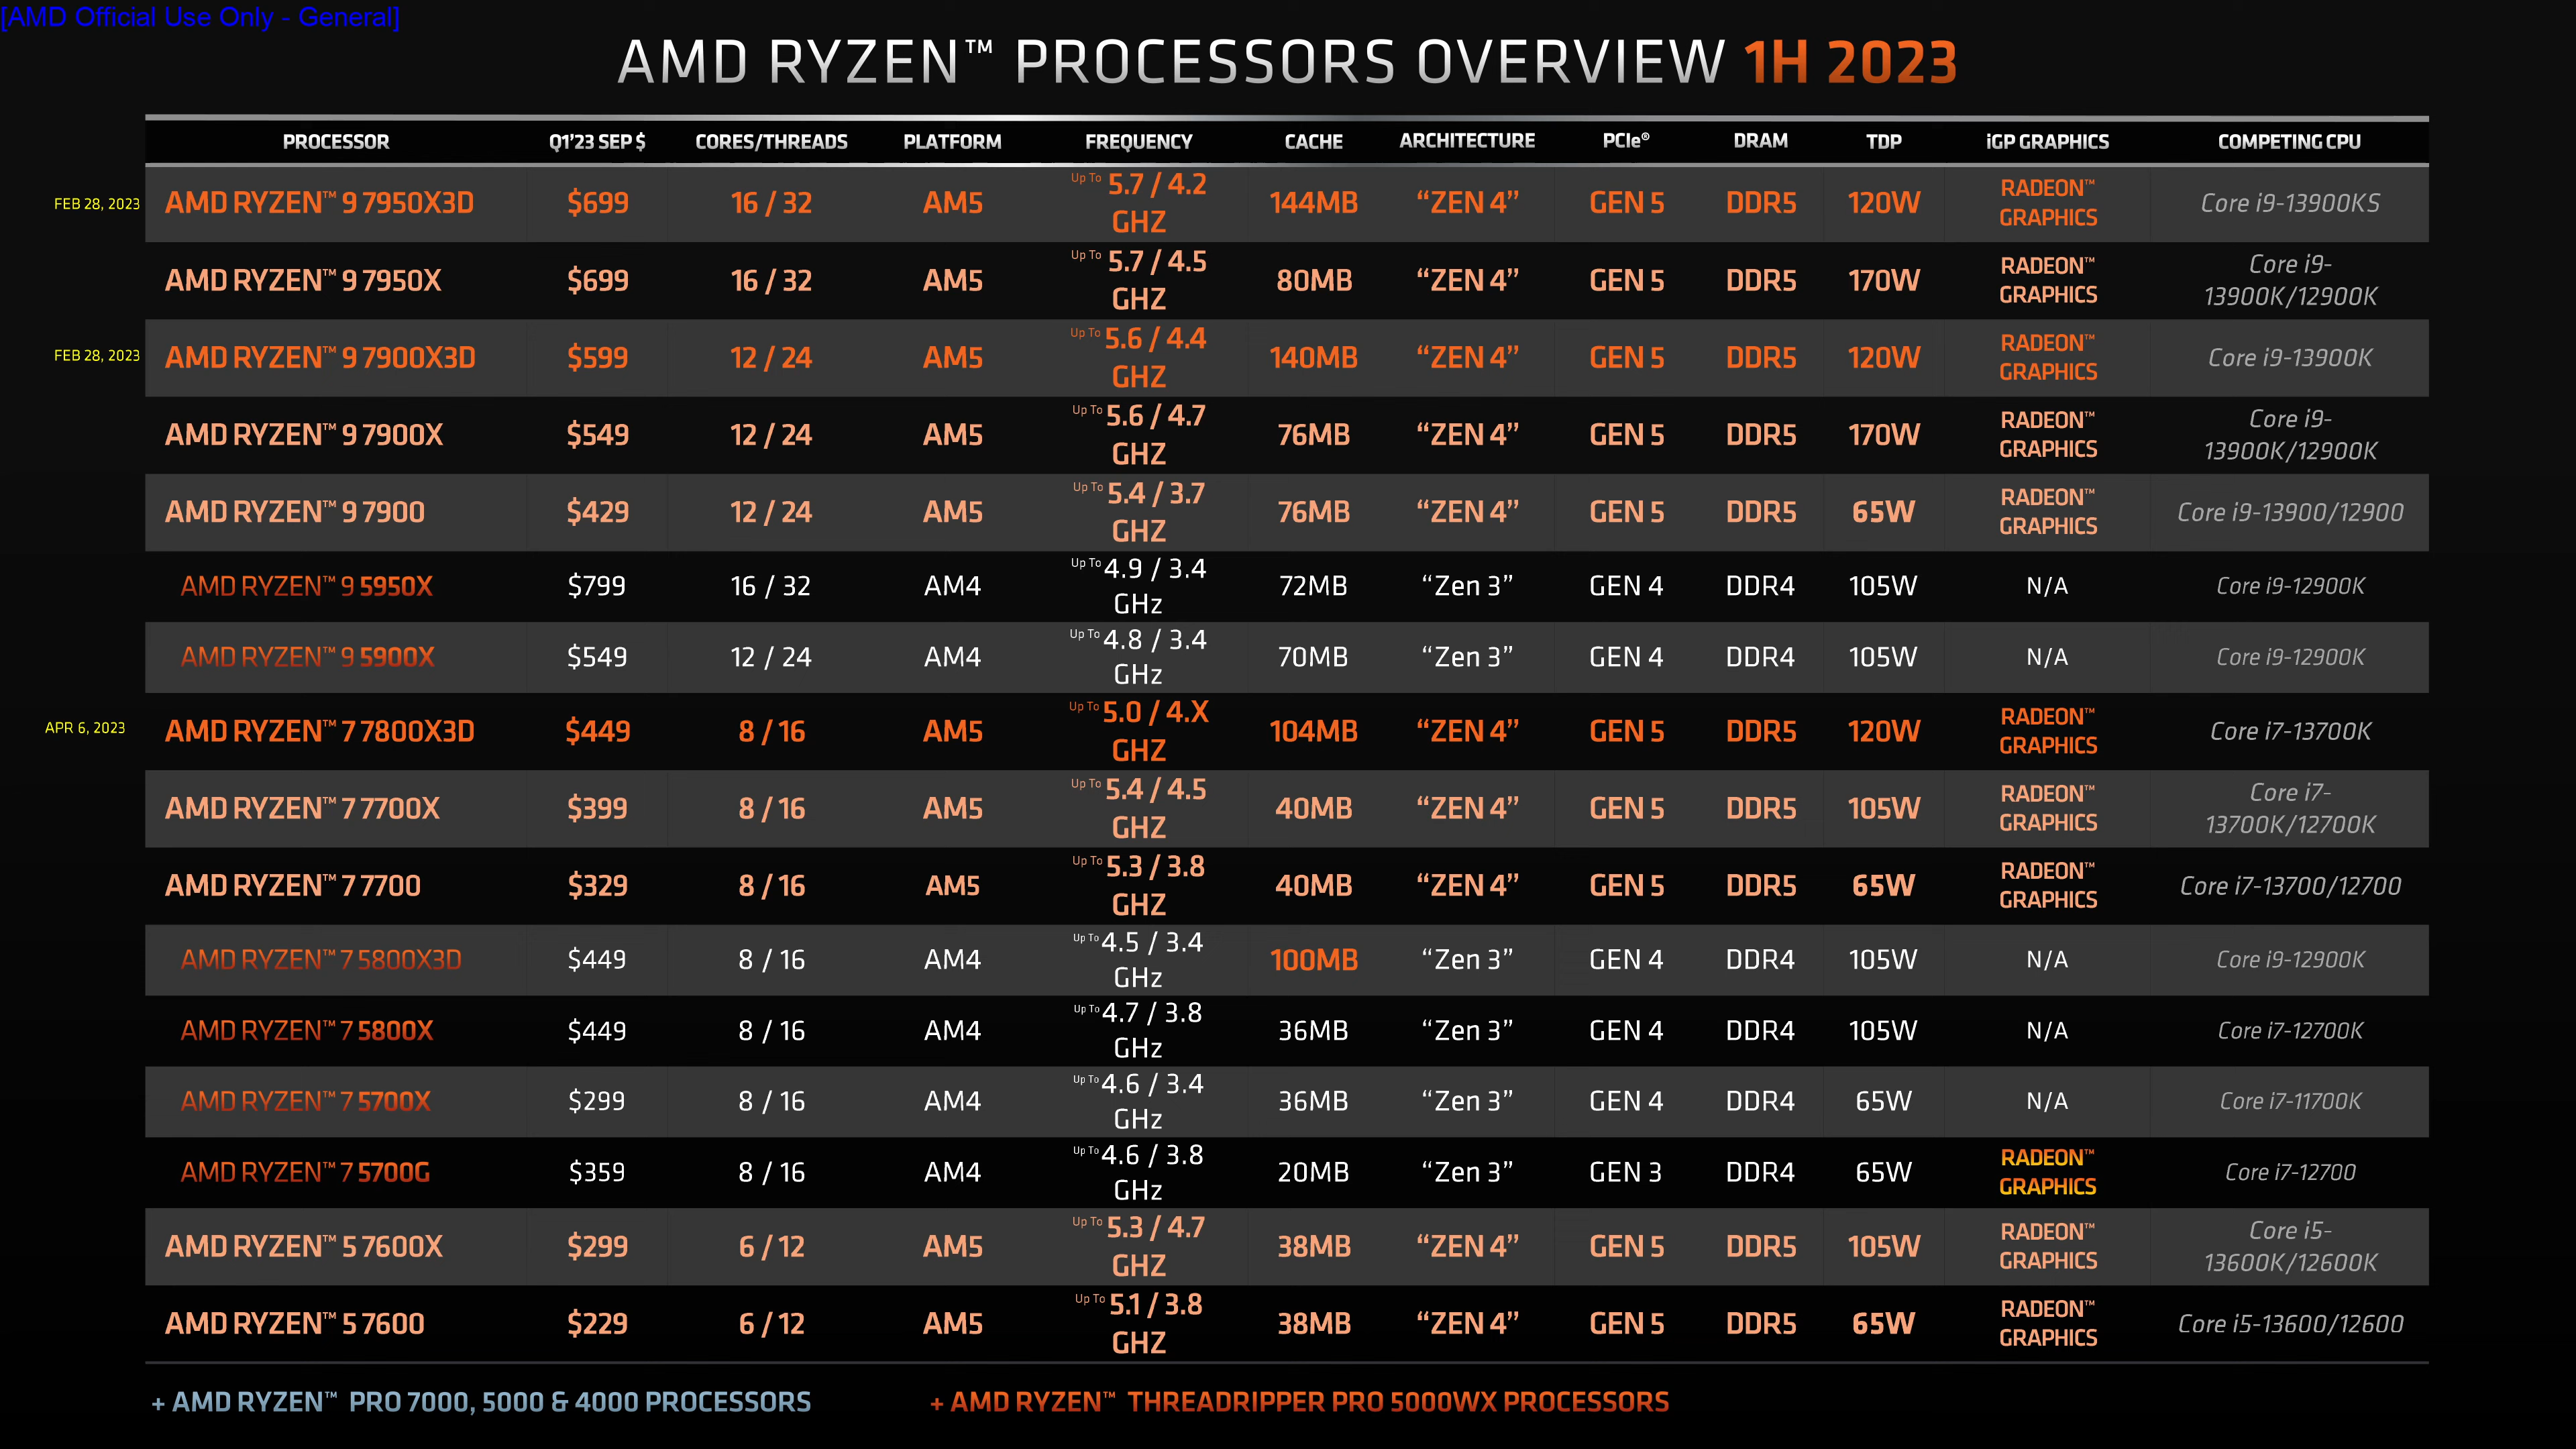 [AMD Official Use Only - General]
AMD RYZEN™ PROCESSORS OVERVIEW 1H 2023
PROCESSOR Q1'23 SEP $ CORES/THREADS PLATFORM FREQUENCY CACHE ARCHITECTURE PCIe® DRAM TDP iGP GRAPHICS COMPETING CPU
FEB 28, 2023 AMD RYZEN™ 9 7950X3D $699 16 / 32 AM5 Up To 5.7 / 4.2 GHZ 144MB “ZEN 4” GEN 5 DDR5 120W RADEON™ GRAPHICS Core i9-13900KS
AMD RYZEN™ 9 7950X $699 16 / 32 AM5 Up To 5.7 / 4.5 GHZ 80MB “ZEN 4” GEN 5 DDR5 170W RADEON™ GRAPHICS Core i9-13900K/12900K
FEB 28, 2023 AMD RYZEN™ 9 7900X3D $599 12 / 24 AM5 Up To 5.6 / 4.4 GHZ 140MB “ZEN 4” GEN 5 DDR5 120W RADEON™ GRAPHICS Core i9-13900K
AMD RYZEN™ 9 7900X $549 12 / 24 AM5 Up To 5.6 / 4.7 GHZ 76MB “ZEN 4” GEN 5 DDR5 170W RADEON™ GRAPHICS Core i9-13900K/12900K
AMD RYZEN™ 9 7900 $429 12 / 24 AM5 Up To 5.4 / 3.7 GHZ 76MB “ZEN 4” GEN 5 DDR5 65W RADEON™ GRAPHICS Core i9-13900/12900
AMD RYZEN™ 9 5950X $799 16 / 32 AM4 Up To 4.9 / 3.4 GHz 72MB “Zen 3” GEN 4 DDR4 105W N/A Core i9-12900K
AMD RYZEN™ 9 5900X $549 12 / 24 AM4 Up To 4.8 / 3.4 GHz 70MB “Zen 3” GEN 4 DDR4 105W N/A Core i9-12900K
APR 6, 2023 AMD RYZEN™ 7 7800X3D $449 8 / 16 AM5 Up To 5.0 / 4.X GHZ 104MB “ZEN 4” GEN 5 DDR5 120W RADEON™ GRAPHICS Core i7-13700K
AMD RYZEN™ 7 7700X $399 8 / 16 AM5 Up To 5.4 / 4.5 GHZ 40MB “ZEN 4” GEN 5 DDR5 105W RADEON™ GRAPHICS Core i7-13700K/12700K
AMD RYZEN™ 7 7700 $329 8 / 16 AM5 Up To 5.3 / 3.8 GHZ 40MB “ZEN 4” GEN 5 DDR5 65W RADEON™ GRAPHICS Core i7-13700/12700
AMD RYZEN™ 7 5800X3D $449 8 / 16 AM4 Up To 4.5 / 3.4 GHz 100MB “Zen 3” GEN 4 DDR4 105W N/A Core i9-12900K
AMD RYZEN™ 7 5800X $449 8 / 16 AM4 Up To 4.7 / 3.8 GHz 36MB “Zen 3” GEN 4 DDR4 105W N/A Core i7-12700K
AMD RYZEN™ 7 5700X $299 8 / 16 AM4 Up To 4.6 / 3.4 GHz 36MB “Zen 3” GEN 4 DDR4 65W N/A Core i7-11700K
AMD RYZEN™ 7 5700G $359 8 / 16 AM4 Up To 4.6 / 3.8 GHz 20MB “Zen 3” GEN 3 DDR4 65W RADEON™ GRAPHICS Core i7-12700
AMD RYZEN™ 5 7600X $299 6 / 12 AM5 Up To 5.3 / 4.7 GHZ 38MB “ZEN 4” GEN 5 DDR5 105W RADEON™ GRAPHICS Core i5-13600K/12600K
AMD RYZEN™ 5 7600 $229 6 / 12 AM5 Up To 5.1 / 3.8 GHZ 38MB “ZEN 4” GEN 5 DDR5 65W RADEON™ GRAPHICS Core i5-13600/12600
+ AMD RYZEN™ PRO 7000, 5000 & 4000 PROCESSORS + AMD RYZEN™ THREADRIPPER PRO 5000WX PROCESSORS